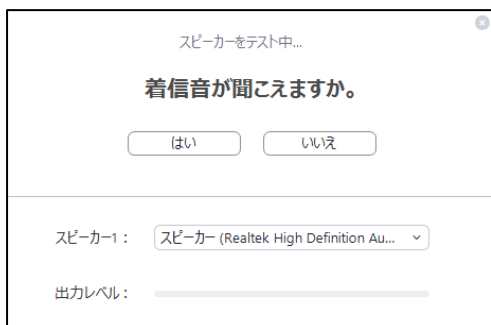 スピーカーをテスト中...
着信音が聞こえますか。
はい いいえ
スピーカー1： スピーカー (Realtek High Definition Au...
出力レベル：